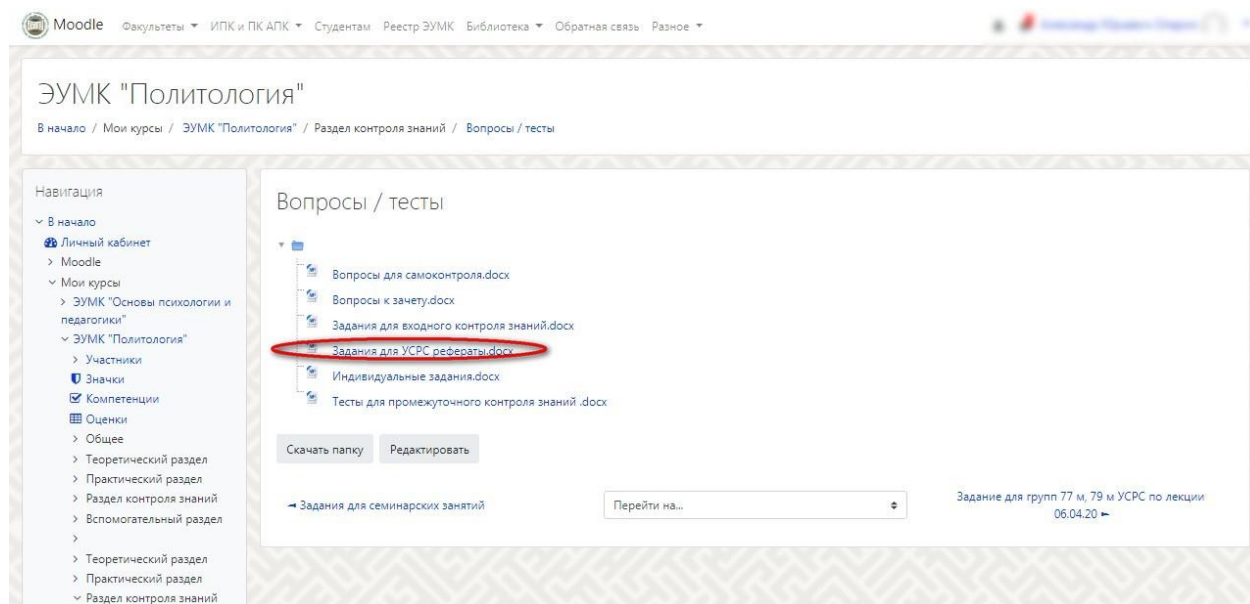 Moodle Факультеты ИПК и ПК АПК Студентам Реестр ЭУМК Библиотека Обратная связь Разное
ЭУМК "Политология"
В начало / Мои курсы / ЭУМК "Политология" / Раздел контроля знаний / Вопросы / тесты
Навигация
В начало
Личный кабинет
Moodle
Мои курсы
ЭУМК "Основы психологии и
педагогики"
ЭУМК "Политология"
Участники
Значки
Компетенции
Оценки
Общее
Теоретический раздел
Практический раздел
Раздел контроля знаний
Вспомогательный раздел
Теоретический раздел
Практический раздел
Раздел контроля знаний
Вопросы / тесты
Вопросы для самоконтроля.docx
Вопросы к зачету.docx
Задания для входного контроля знаний.docx
Задания для УСРС рефераты.docx
Индивидуальные задания.docx
Тесты для промежуточного контроля знаний .docx
Скачать папку Редактировать
◄ Задания для семинарских занятий
Перейти на...
Задание для групп 77 м, 79 м УСРС по лекции
06.04.20 ►